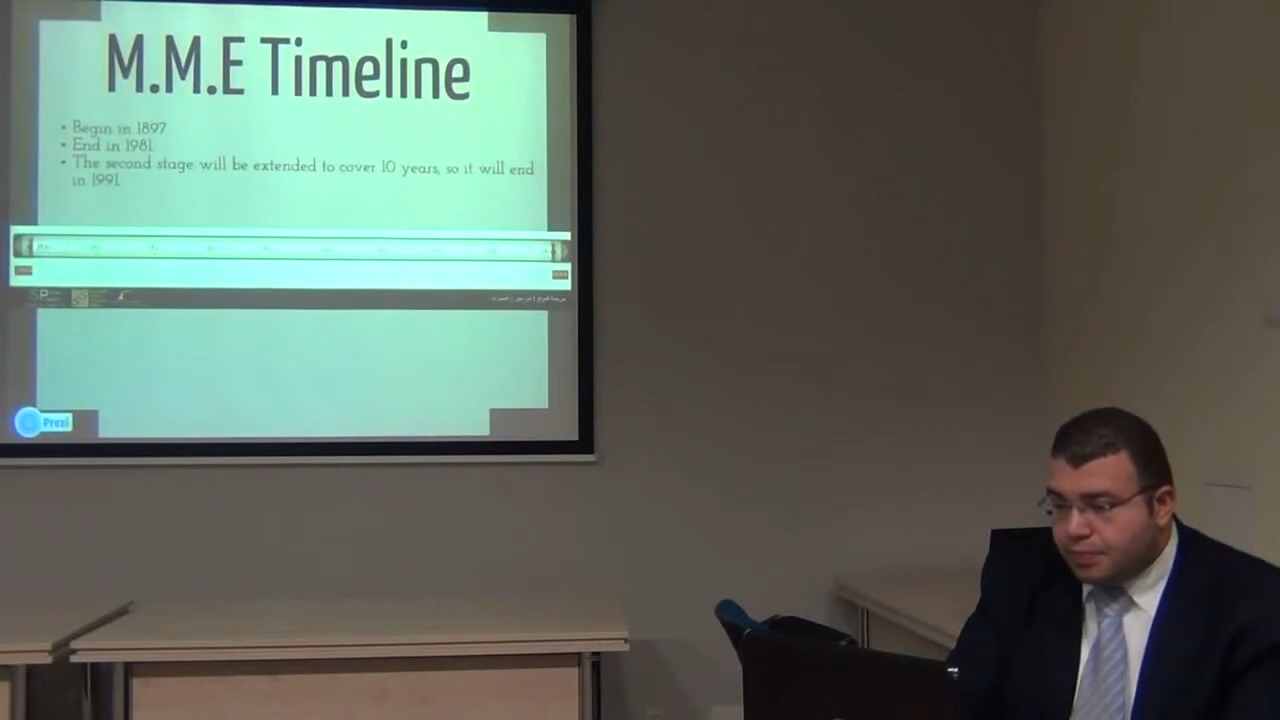 M.M.E Timeline
• Begin in 1897
• End in 1981
• The second stage will be extended to cover 10 years, so it will end
in 1991
SP
Prezi